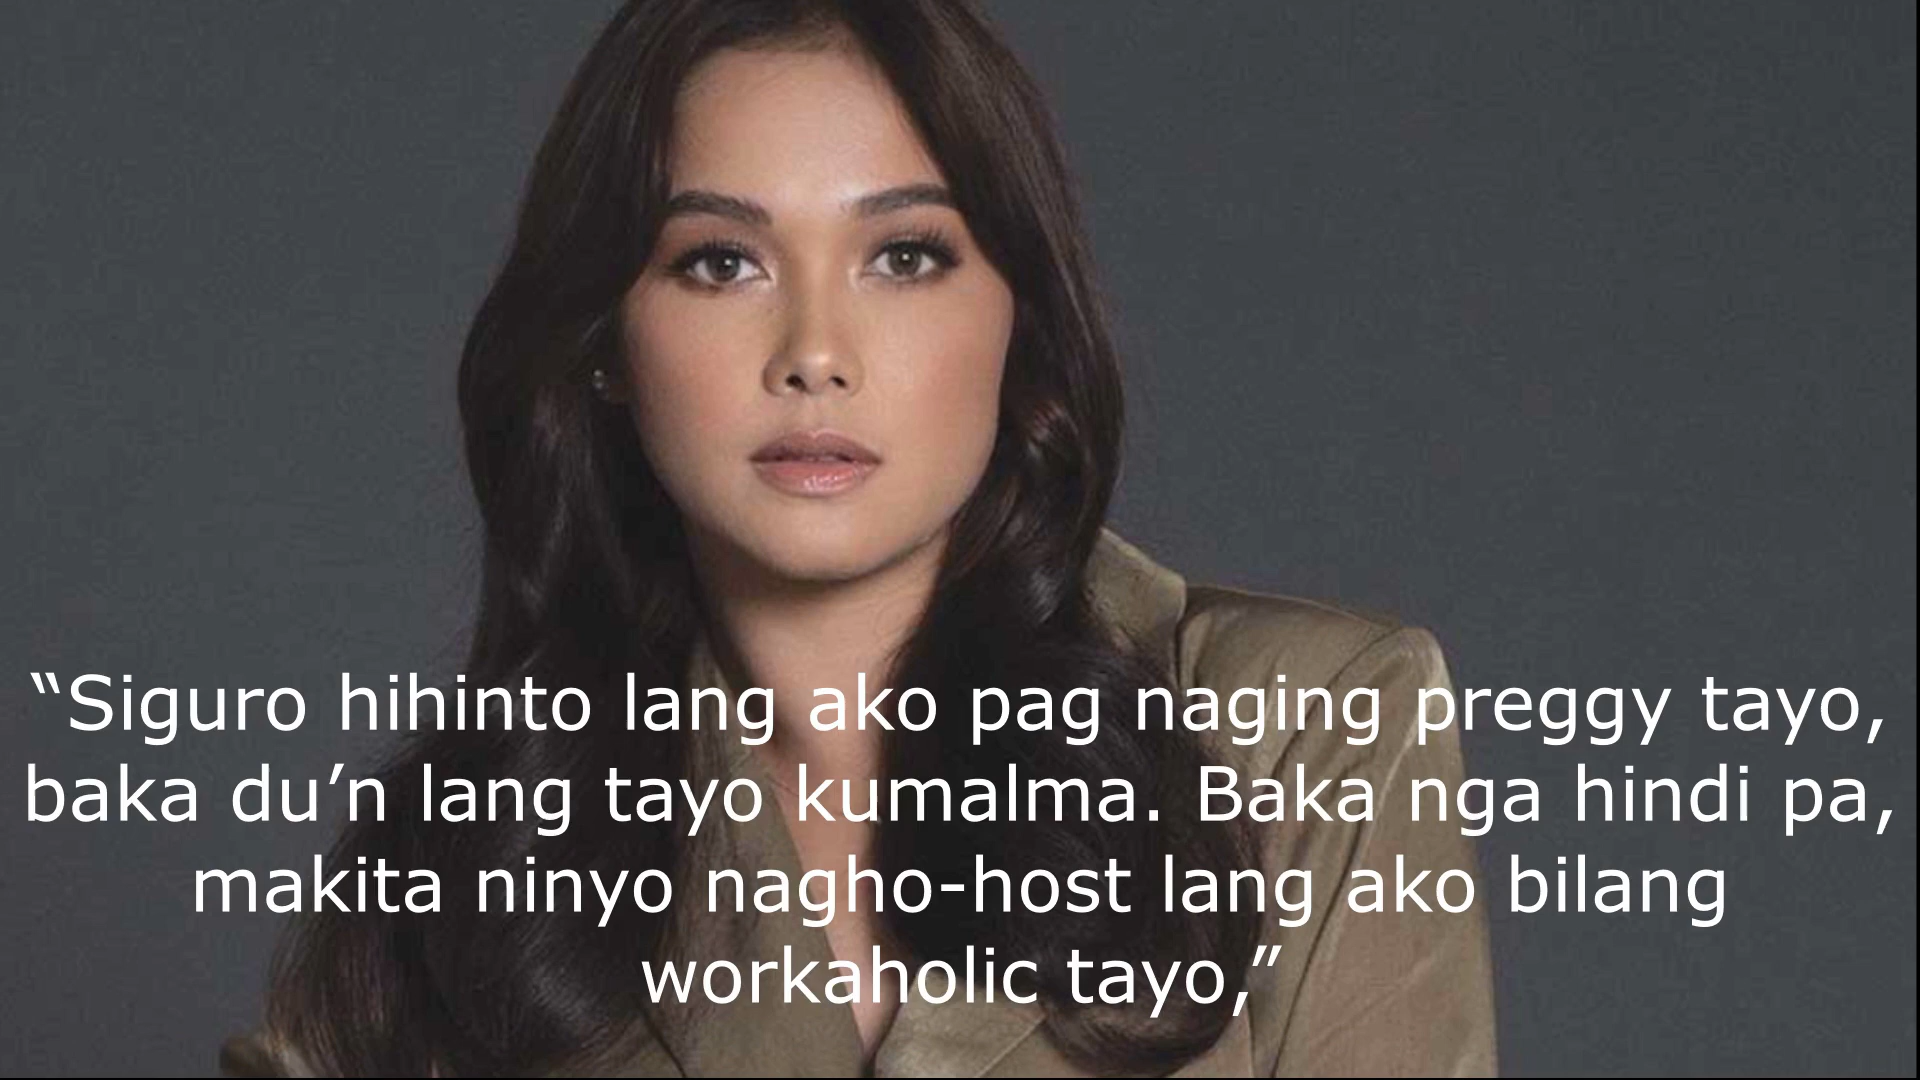 “Siguro hihinto lang ako pag naging preggy tayo,
baka du’n lang tayo kumalma. Baka nga hindi pa,
makita ninyo nagho-host lang ako bilang
workaholic tayo,”